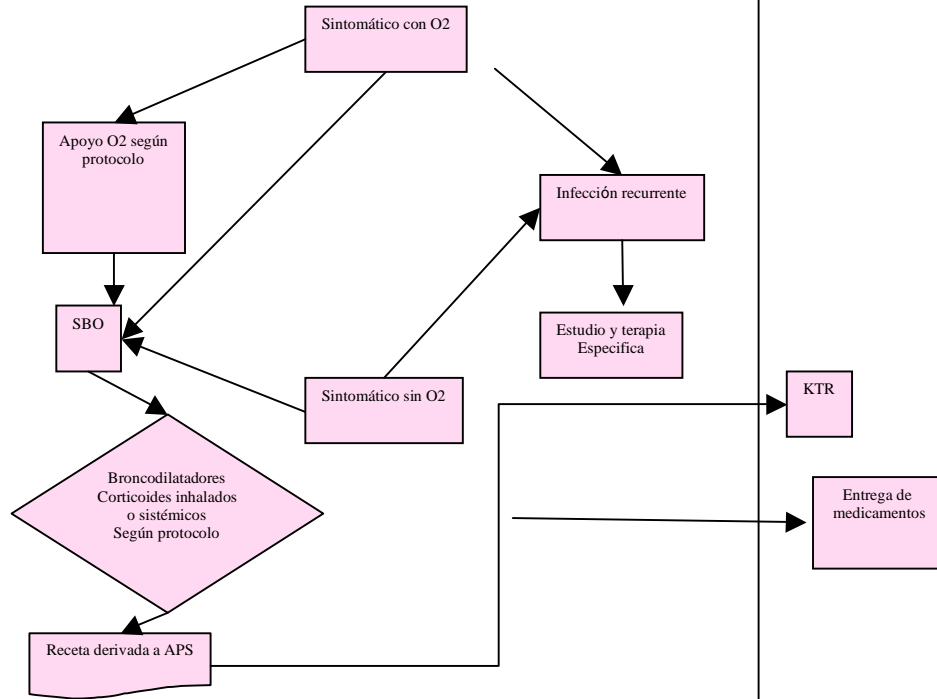 Sintomático con O2
Apoyo O2 según
protocolo
Infección recurrente
SBO
Estudio y terapia
Especifica
Sintomático sin O2
KTR
Broncodilatadores
Corticoides inhalados
o sistémicos
Según protocolo
Entrega de
medicamentos
Receta derivada a APS